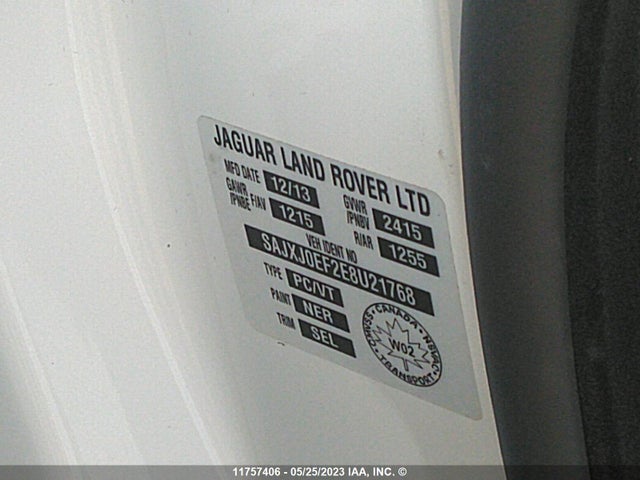 JAGUAR LAND ROVER LTD
MFD DATE 12/13
GAWR /PNBE F/AV 1215
GVWR /PNBV 2415
R/AR 1255
VEH IDENT NO
SAJXJ0EF2E8U21768
TYPE PC/VT
PAINT NER
TRIM SEL
CANADA
TRANSPORT
W02
11757406 - 05/25/2023 IAA, INC. ©